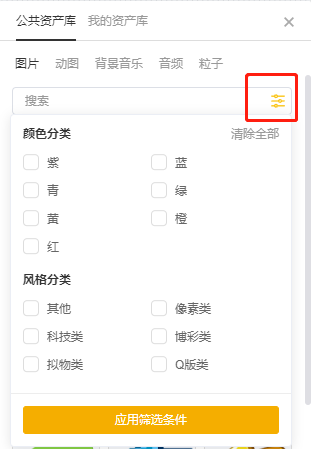 公共资产库 我的资产库
图片 动图 背景音乐 音频 粒子
搜索
颜色分类 清除全部
紫 蓝
青 绿
黄 橙
红
风格分类
其他 像素类
科技类 博彩类
拟物类 Q版类
应用筛选条件